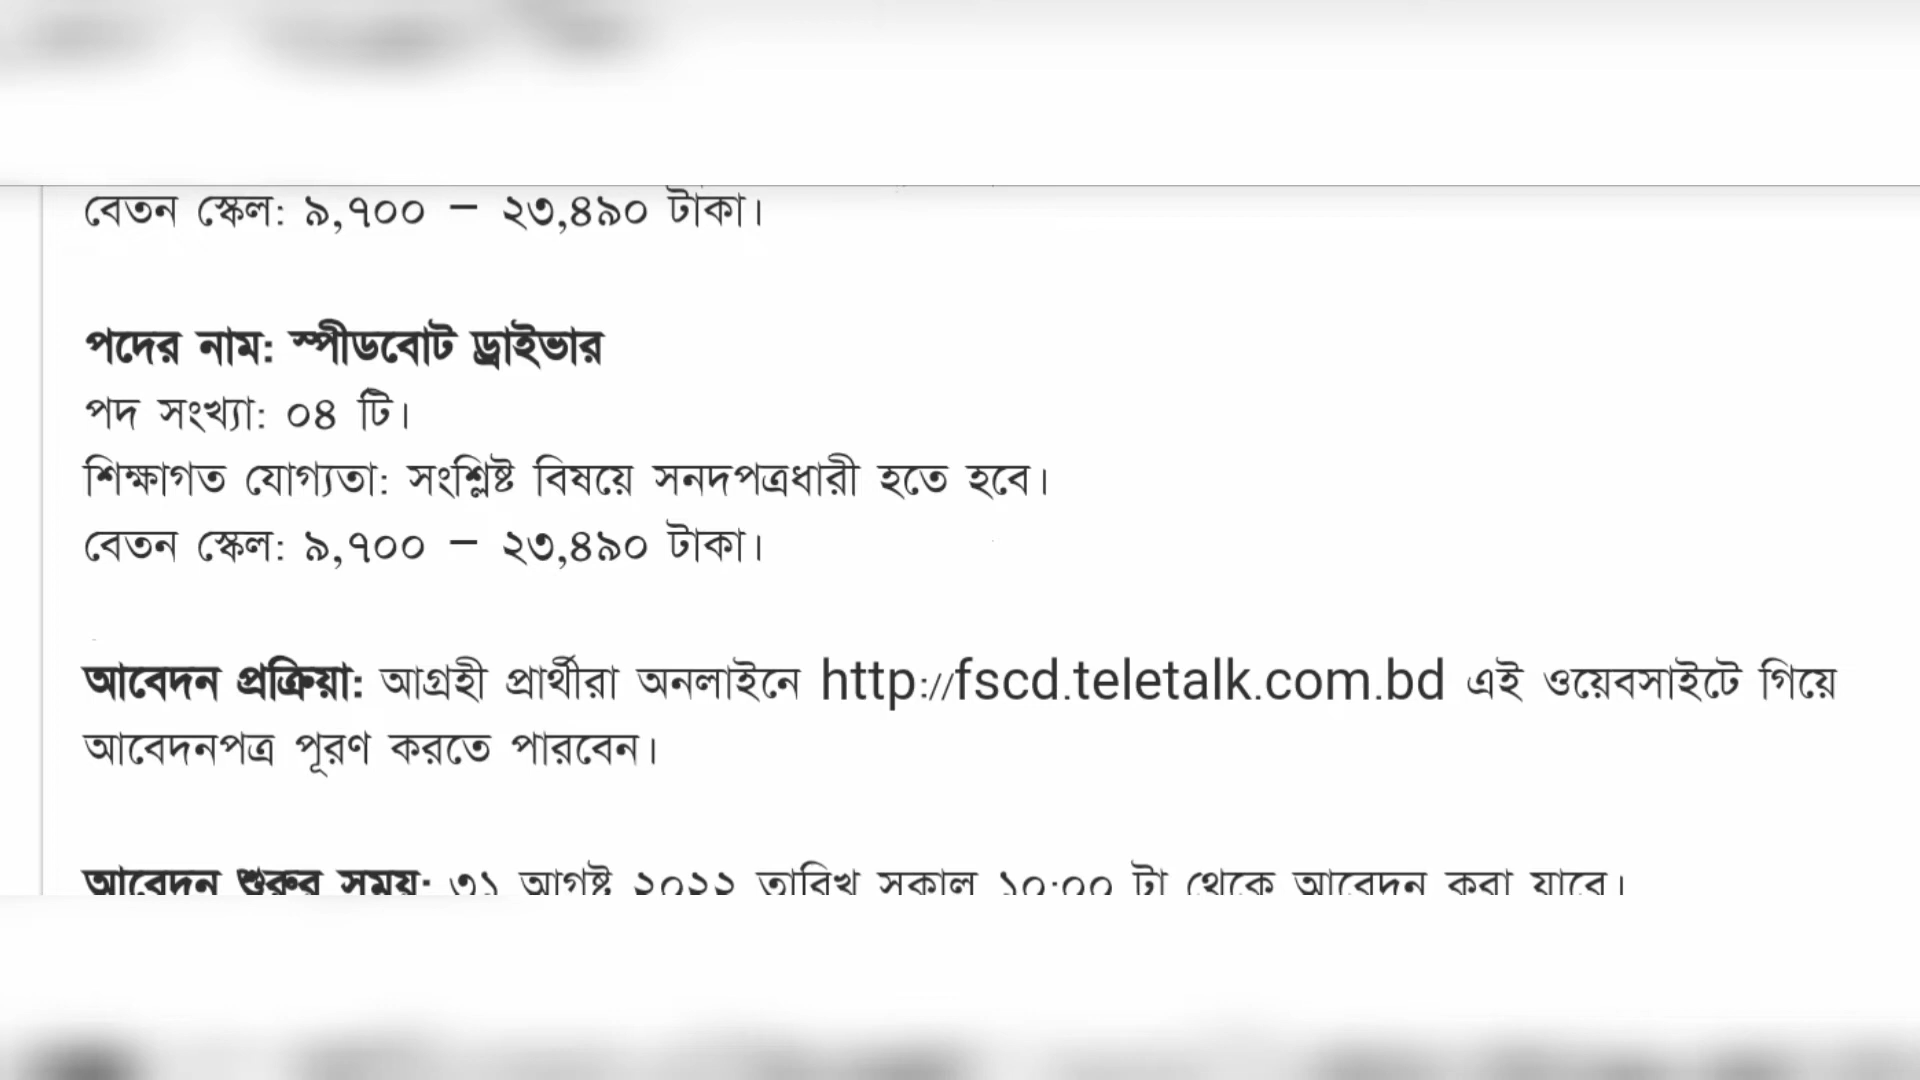 বেতন স্কেল: ৯,৭০০ – ২৩,৪৯০ টাকা।
পদের নাম: স্পীডবোট ড্রাইভার
পদ সংখ্যা: ০৪ টি।
শিক্ষাগত যোগ্যতা: সংশ্লিষ্ট বিষয়ে সনদপত্রধারী হতে হবে।
বেতন স্কেল: ৯,৭০০ – ২৩,৪৯০ টাকা।
আবেদন প্রক্রিয়া: আগ্রহী প্রার্থীরা অনলাইনে http://fscd.teletalk.com.bd এই ওয়েবসাইটে গিয়ে
আবেদনপত্র পূরণ করতে পারবেন।
আবেদন শুরুর সময়: ৩১ আগষ্ট ২০২২ তারিখ সকাল ১০:০০ টা থেকে আবেদন করা যাবে।